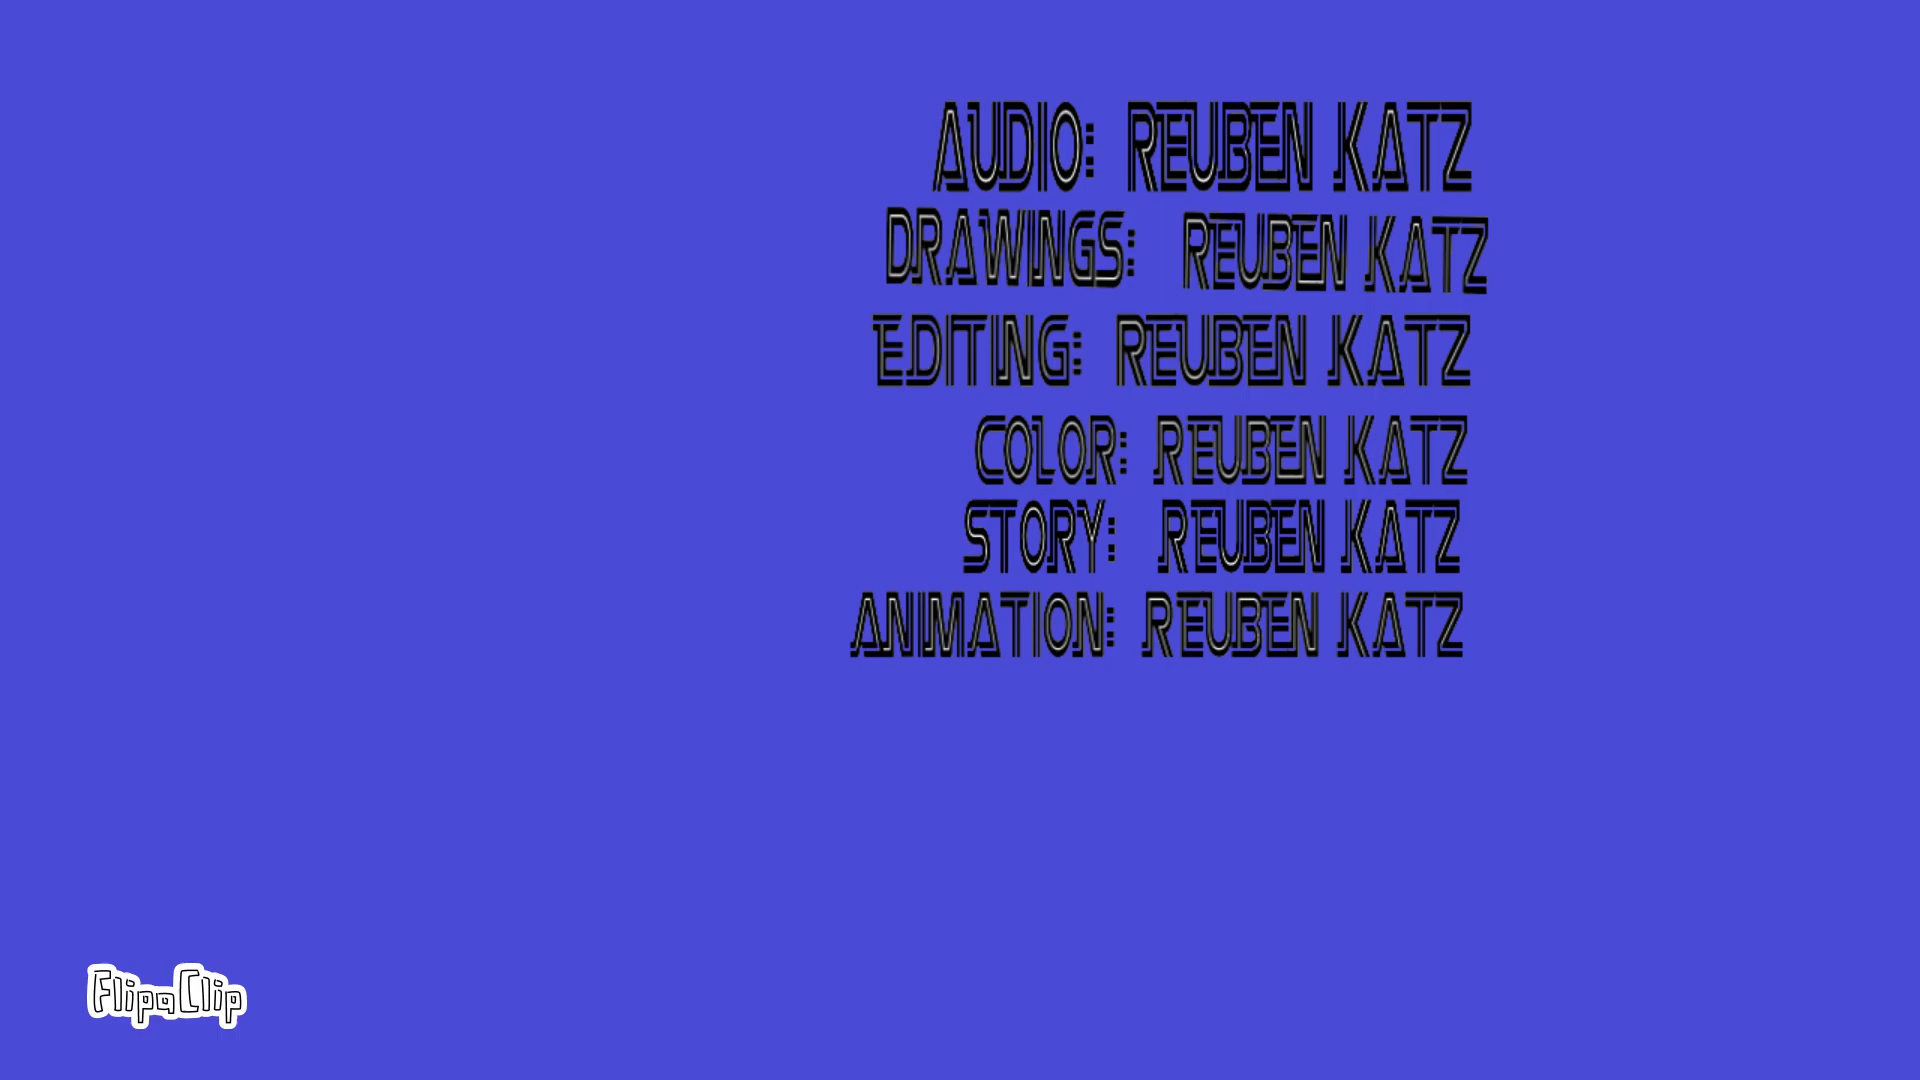 AUDIO: REUBEN KATZ
DRAWINGS: REUBEN KATZ
EDITING: REUBEN KATZ
COLOR: REUBEN KATZ
STORY: REUBEN KATZ
ANIMATION: REUBEN KATZ
FlipaClip